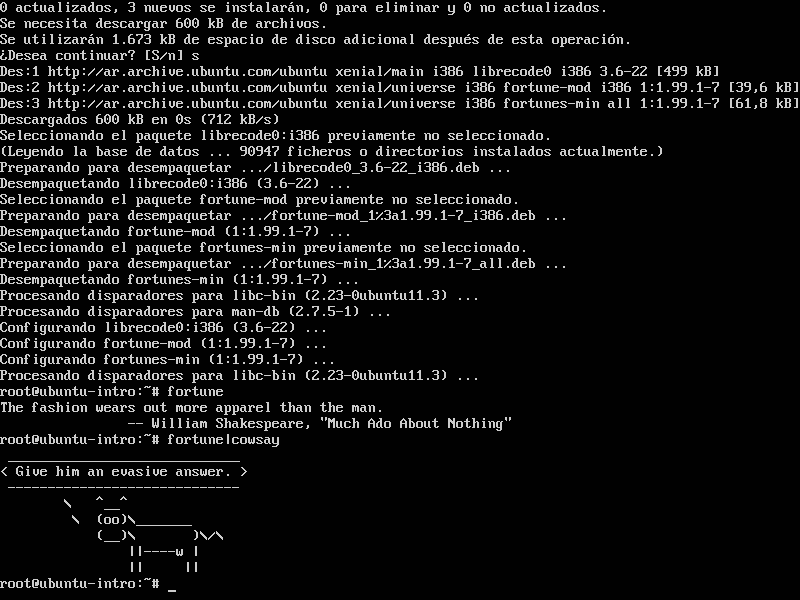 0 actualizados, 3 nuevos se instalarán, 0 para eliminar y 0 no actualizados.
Se necesita descargar 600 kB de archivos.
Se utilizarán 1.673 kB de espacio de disco adicional después de esta operación.
¿Desea continuar? [S/n] s
Des:1 http://ar.archive.ubuntu.com/ubuntu xenial/main i386 librecode0 i386 3.6-22 [499 kB]
Des:2 http://ar.archive.ubuntu.com/ubuntu xenial/universe i386 fortune-mod i386 1:1.99.1-7 [39,6 kB]
Des:3 http://ar.archive.ubuntu.com/ubuntu xenial/universe i386 fortunes-min all 1:1.99.1-7 [61,8 kB]
Descargados 600 kB en 0s (712 kB/s)
Seleccionando el paquete librecode0:i386 previamente no seleccionado.
(Leyendo la base de datos ... 90947 ficheros o directorios instalados actualmente.)
Preparando para desempaquetar .../librecode0_3.6-22_i386.deb ...
Desempaquetando librecode0:i386 (3.6-22) ...
Seleccionando el paquete fortune-mod previamente no seleccionado.
Preparando para desempaquetar .../fortune-mod_1%3a1.99.1-7_i386.deb ...
Desempaquetando fortune-mod (1:1.99.1-7) ...
Seleccionando el paquete fortunes-min previamente no seleccionado.
Preparando para desempaquetar .../fortunes-min_1%3a1.99.1-7_all.deb ...
Desempaquetando fortunes-min (1:1.99.1-7) ...
Procesando disparadores para libc-bin (2.23-0ubuntu11.3) ...
Procesando disparadores para man-db (2.7.5-1) ...
Configurando librecode0:i386 (3.6-22) ...
Configurando fortune-mod (1:1.99.1-7) ...
Configurando fortunes-min (1:1.99.1-7) ...
Procesando disparadores para libc-bin (2.23-0ubuntu11.3) ...
root@ubuntu-intro:~# fortune
The fashion wears out more apparel than the man.
                -- William Shakespeare, "Much Ado About Nothing"
root@ubuntu-intro:~# fortune|cowsay
 _____________________________
< Give him an evasive answer. >
 -----------------------------
        \   ^__^
         \  (oo)\_______
            (__)\       )\/\
                ||----w |
                ||     ||
root@ubuntu-intro:~# _